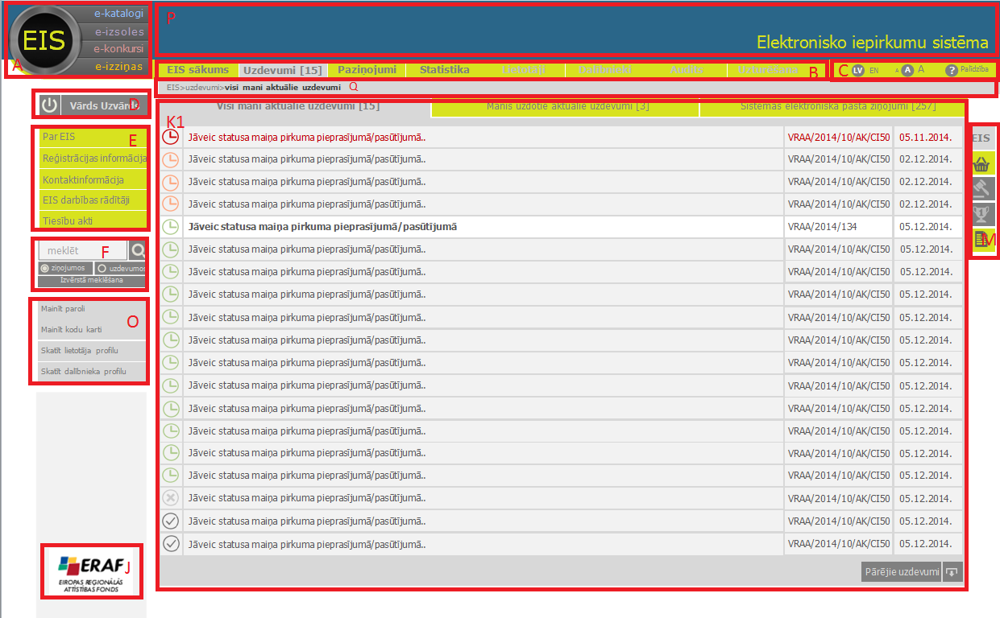 e-katalogi
e-izsoles
e-konkursi
e-izziņas
EIS
A
P
Elektronisko iepirkumu sistēma
EIS sākums Uzdevumi [15] Paziņojumi Statistika Lietotāji Dalībnieki Audits Uzturēšana B
C LV EN A A A ? Palīdzība
EIS>uzdevumi>visi mani aktuālie uzdevumi Q
Vārds Uzvārds D
Par EIS E
Reģistrācijas informācija
Kontaktinformācija
EIS darbības rādītāji
Tiesību akti
meklēt F
ziņojumos uzdevumos
Izvērstā meklēšana
Mainīt paroli
O
Mainīt kodu karti
Skatīt lietotāja profilu
Skatīt dalībnieka profilu
ERAF J
EIROPAS REĢIONĀLĀS
ATTĪSTĪBAS FONDS
Visi mani aktuālie uzdevumi [15] Manis uzdotie aktuālie uzdevumi [3] Sistēmas elektroniskā pasta ziņojumi [257]
K1
Jāveic statusa maiņa pirkuma pieprasījumā/pasūtījumā.. VRAA/2014/10/AK/CI50 05.11.2014.
Jāveic statusa maiņa pirkuma pieprasījumā/pasūtījumā.. VRAA/2014/10/AK/CI50 02.12.2014.
Jāveic statusa maiņa pirkuma pieprasījumā/pasūtījumā.. VRAA/2014/10/AK/CI50 02.12.2014.
Jāveic statusa maiņa pirkuma pieprasījumā/pasūtījumā.. VRAA/2014/10/AK/CI50 02.12.2014.
Jāveic statusa maiņa pirkuma pieprasījumā/pasūtījumā VRAA/2014/134 05.12.2014.
Jāveic statusa maiņa pirkuma pieprasījumā/pasūtījumā.. VRAA/2014/10/AK/CI50 05.12.2014.
Jāveic statusa maiņa pirkuma pieprasījumā/pasūtījumā.. VRAA/2014/10/AK/CI50 05.12.2014.
Jāveic statusa maiņa pirkuma pieprasījumā/pasūtījumā.. VRAA/2014/10/AK/CI50 05.12.2014.
Jāveic statusa maiņa pirkuma pieprasījumā/pasūtījumā.. VRAA/2014/10/AK/CI50 05.12.2014.
Jāveic statusa maiņa pirkuma pieprasījumā/pasūtījumā.. VRAA/2014/10/AK/CI50 05.12.2014.
Jāveic statusa maiņa pirkuma pieprasījumā/pasūtījumā.. VRAA/2014/10/AK/CI50 05.12.2014.
Jāveic statusa maiņa pirkuma pieprasījumā/pasūtījumā.. VRAA/2014/10/AK/CI50 05.12.2014.
Jāveic statusa maiņa pirkuma pieprasījumā/pasūtījumā.. VRAA/2014/10/AK/CI50 05.12.2014.
Jāveic statusa maiņa pirkuma pieprasījumā/pasūtījumā.. VRAA/2014/10/AK/CI50 05.12.2014.
Jāveic statusa maiņa pirkuma pieprasījumā/pasūtījumā.. VRAA/2014/10/AK/CI50 05.12.2014.
Jāveic statusa maiņa pirkuma pieprasījumā/pasūtījumā.. VRAA/2014/10/AK/CI50 05.12.2014.
Jāveic statusa maiņa pirkuma pieprasījumā/pasūtījumā.. VRAA/2014/10/AK/CI50 05.12.2014.
Jāveic statusa maiņa pirkuma pieprasījumā/pasūtījumā.. VRAA/2014/10/AK/CI50 05.12.2014.
Jāveic statusa maiņa pirkuma pieprasījumā/pasūtījumā.. VRAA/2014/10/AK/CI50 05.12.2014.
Pārējie uzdevumi
EIS
1
M